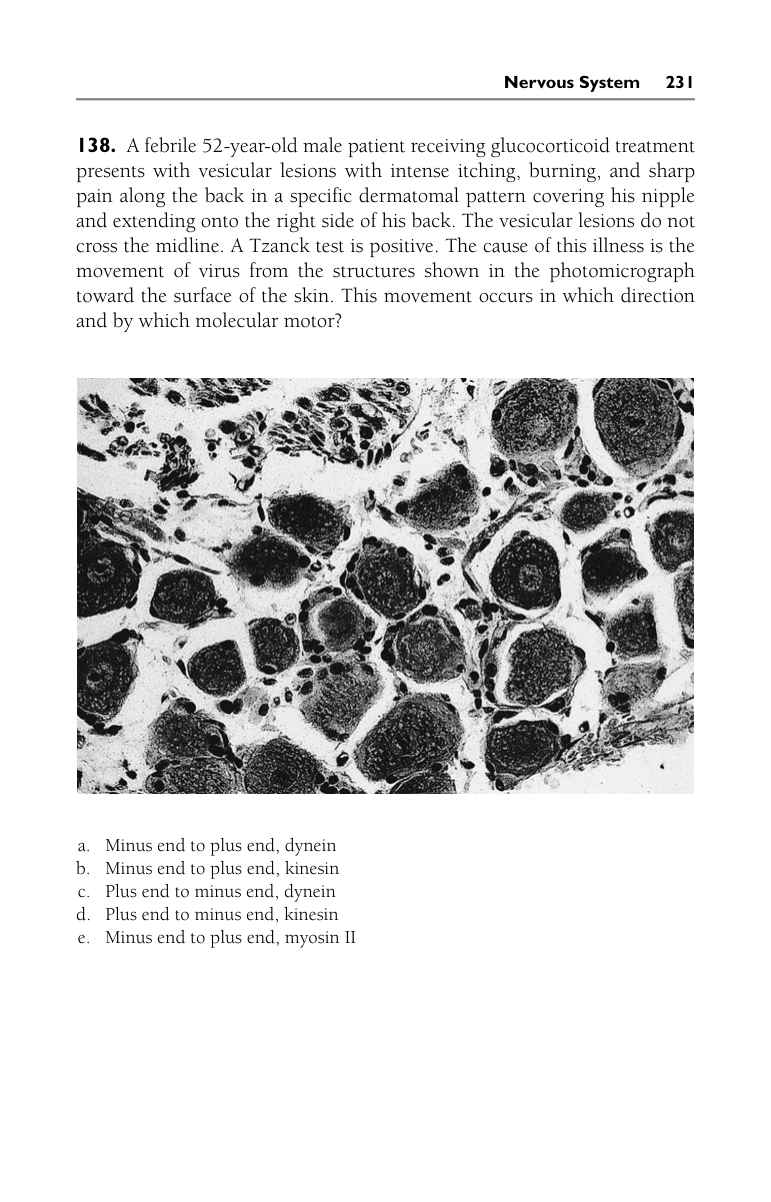 Nervous System 231
138. A febrile 52-year-old male patient receiving glucocorticoid treatment
presents with vesicular lesions with intense itching, burning, and sharp
pain along the back in a specific dermatomal pattern covering his nipple
and extending onto the right side of his back. The vesicular lesions do not
cross the midline. A Tzanck test is positive. The cause of this illness is the
movement of virus from the structures shown in the photomicrograph
toward the surface of the skin. This movement occurs in which direction
and by which molecular motor?
a. Minus end to plus end, dynein
b. Minus end to plus end, kinesin
c. Plus end to minus end, dynein
d. Plus end to minus end, kinesin
e. Minus end to plus end, myosin II